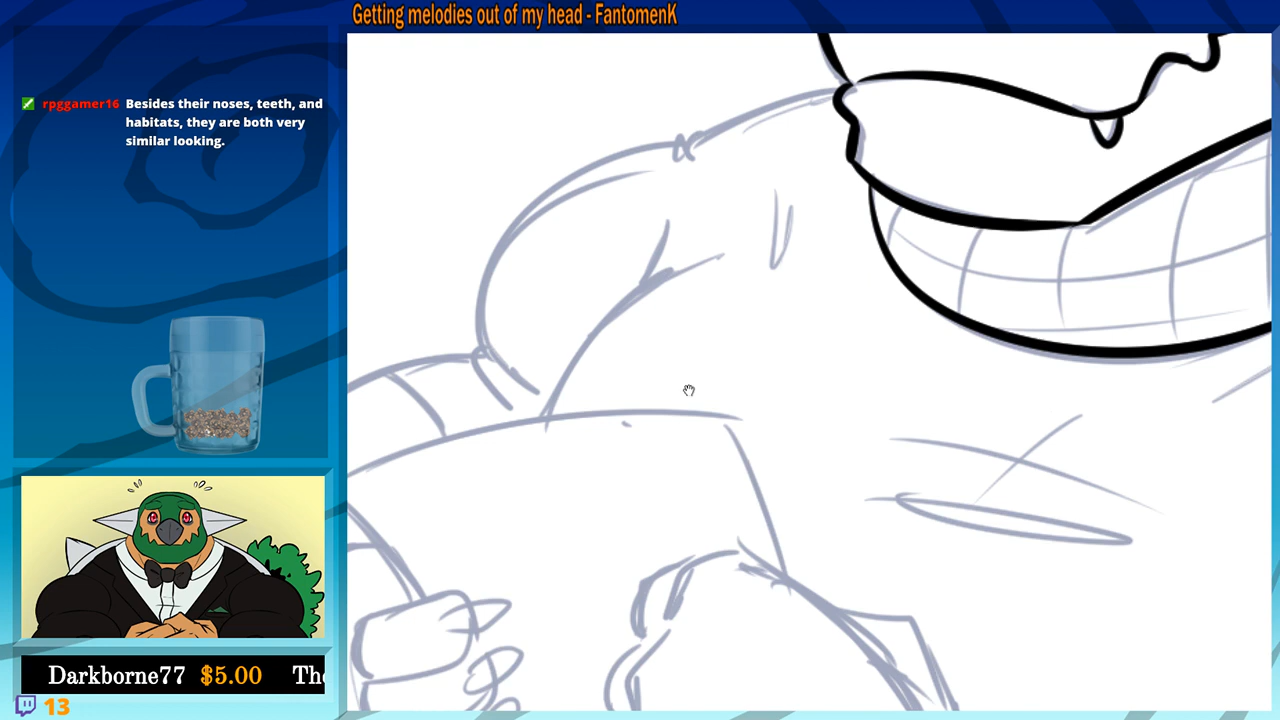 Getting melodies out of my head - FantomenK
rpggamer16 Besides their noses, teeth, and
habitats, they are both very
similar looking.
Darkborne77 $5.00
13